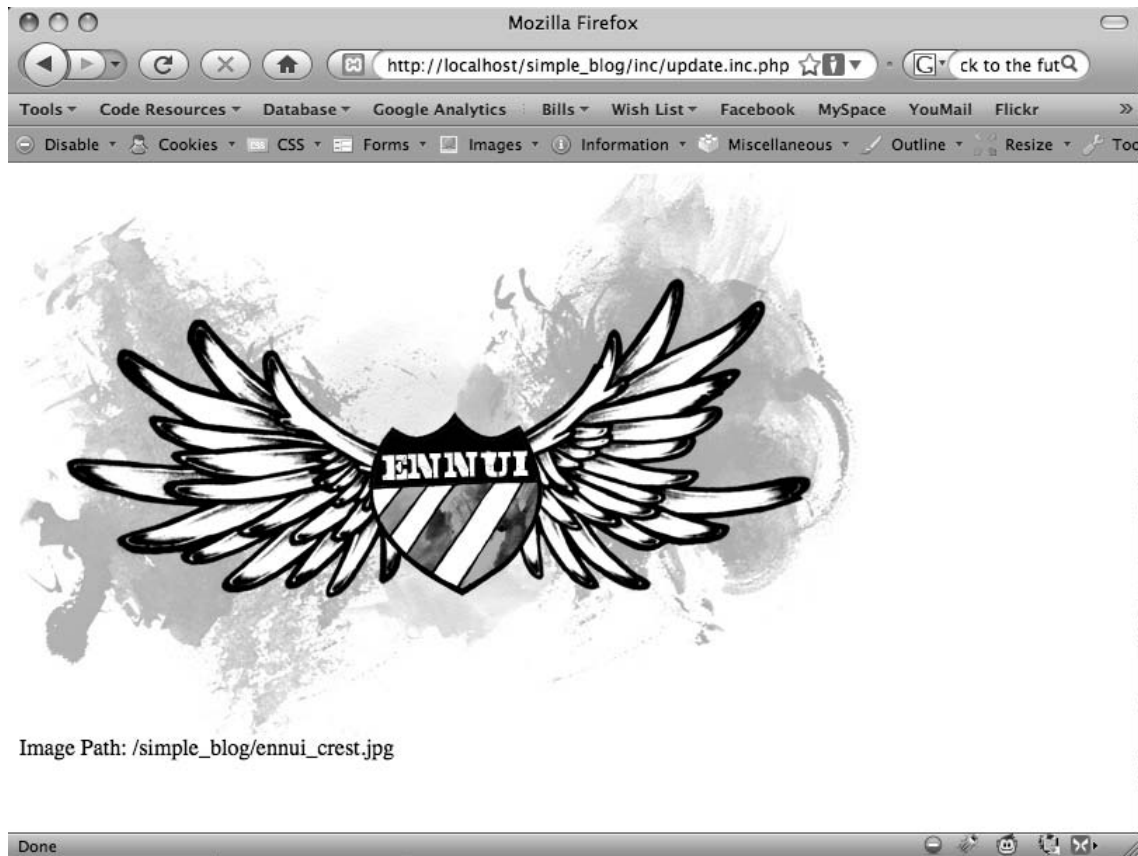 Mozilla Firefox
http://localhost/simple_blog/inc/update.inc.php
G ck to the fut
Tools Code Resources Database Google Analytics Bills Wish List Facebook MySpace YouMail Flickr »
Disable Cookies CSS Forms Images Information Miscellaneous Outline Resize Too
ENNUI
Image Path: /simple_blog/ennui_crest.jpg
Done